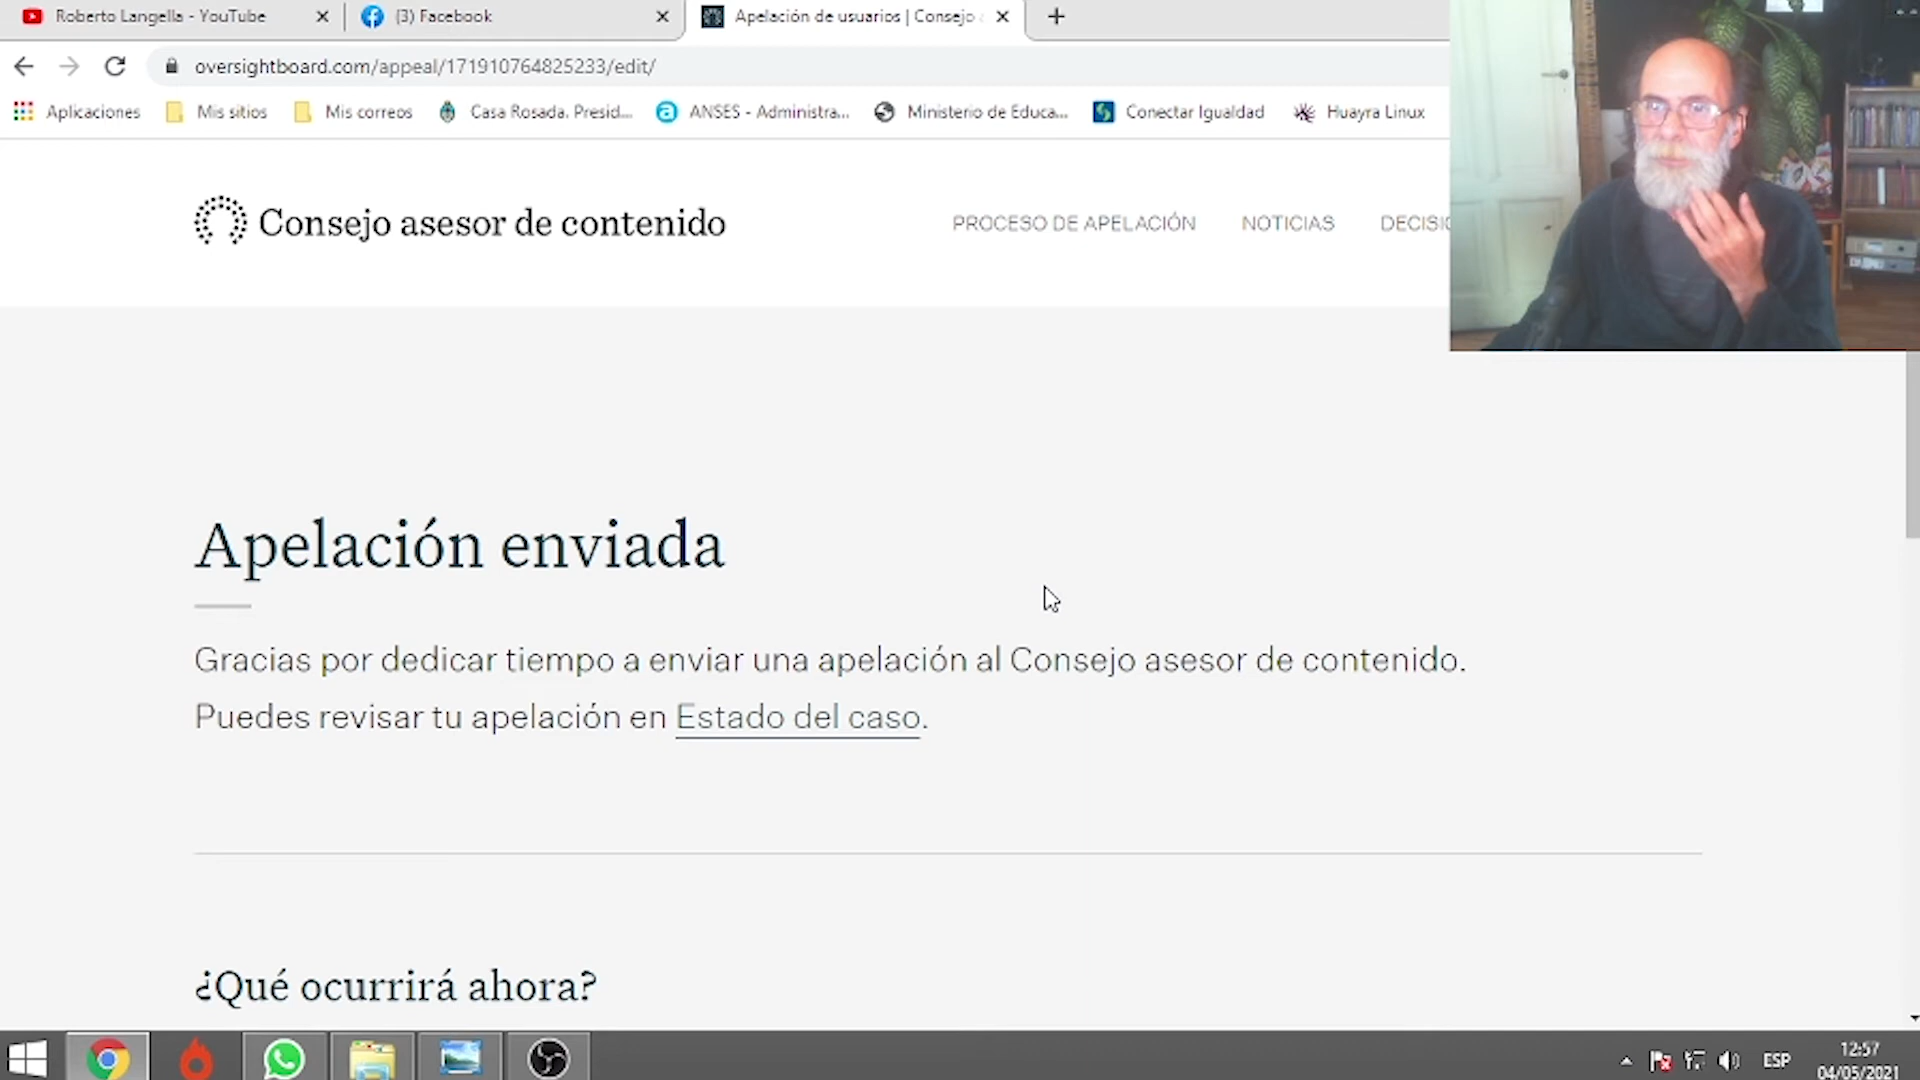 Roberto Langella - YouTube
(3) Facebook
Apelación de usuarios | Consejo
oversightboard.com/appeal/171910764825233/edit/
Aplicaciones
Mis sitios
Mis correos
Casa Rosada. Presid...
ANSES - Administra...
Ministerio de Educa...
Conectar Igualdad
Huayra Linux
Consejo asesor de contenido
PROCESO DE APELACIÓN
NOTICIAS
DECISIO
Apelación enviada
Gracias por dedicar tiempo a enviar una apelación al Consejo asesor de contenido.
Puedes revisar tu apelación en Estado del caso.
¿Qué ocurrirá ahora?
ESP
12:57
04/05/2021